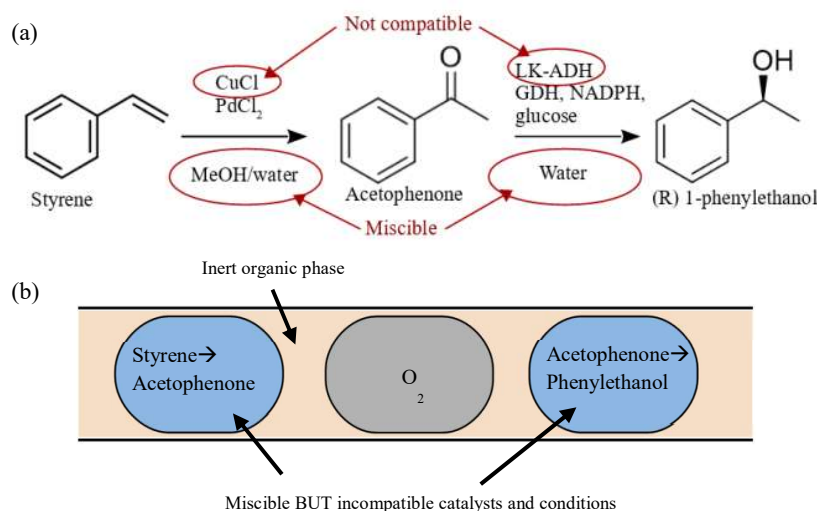 (a)
Not compatible
CuCl
PdCl2
MeOH/water
Styrene
O
Acetophenone
LK-ADH
GDH, NADPH,
glucose
Water
OH
(R) 1-phenylethanol
Miscible
Inert organic phase
(b)
Styrene→
Acetophenone
O2
Acetophenone→
Phenylethanol
Miscible BUT incompatible catalysts and conditions